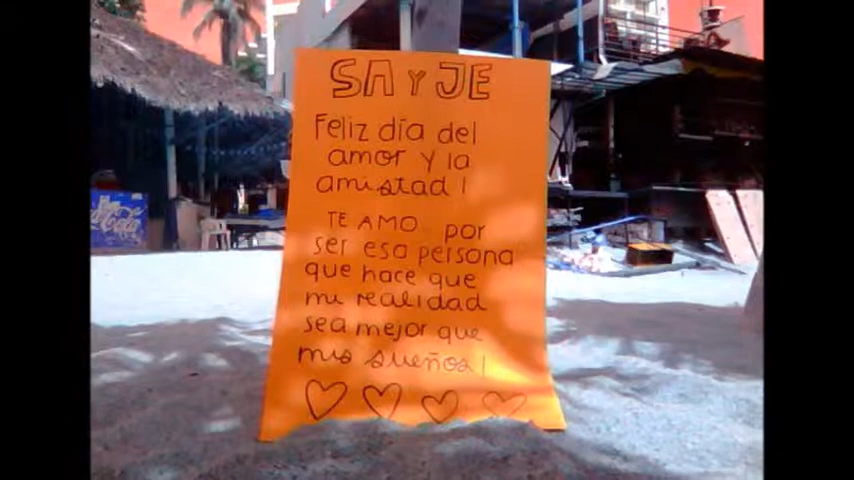 SA Y JE
Feliz día del
amor y la
amistad!
TE AMO por
ser esa persona
que hace que
mi realidad
sea mejor que
mis sueños!
Coca-Cola